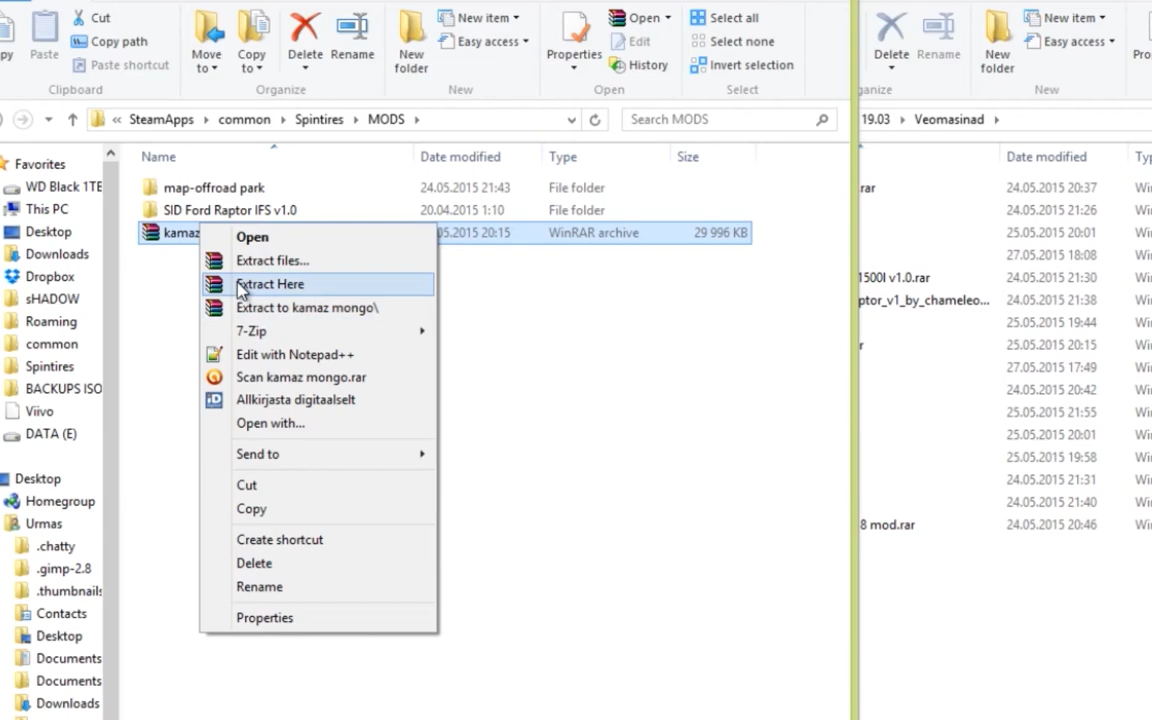 Cut
Copy path
Paste
Paste shortcut
Clipboard
Move to
Copy to
Delete
Rename
Organize
New folder
New item
Easy access
New
Properties
Open
Edit
History
Open
Select all
Select none
Invert selection
Select
Delete
Rename
New folder
New item
Easy access
New
« SteamApps › common › Spintires › MODS ›
Search MODS
19.03 › Veomasinad ›
Name Date modified Type Size
map-offroad park 24.05.2015 21:43 File folder
SID Ford Raptor IFS v1.0 20.04.2015 1:10 File folder
kamaz 05.2015 20:15 WinRAR archive 29 996 KB
Open
Extract files...
Extract Here
Extract to kamaz mongo\
7-Zip
Edit with Notepad++
Scan kamaz mongo.rar
Allkirjasta digitaalselt
Open with...
Send to
Cut
Copy
Create shortcut
Delete
Rename
Properties
Favorites
WD Black 1TE
This PC
Desktop
Downloads
Dropbox
sHADOW
Roaming
common
Spintires
BACKUPS ISO
Viivo
DATA (E)
Desktop
Homegroup
Urmas
.chatty
.gimp-2.8
.thumbnails
Contacts
Desktop
Documents
Documents
Downloads
Date modified
.rar 24.05.2015 20:37
24.05.2015 21:26
25.05.2015 20:01
27.05.2015 18:08
1500I v1.0.rar 24.05.2015 21:30
ptor_v1_by_chameleo... 24.05.2015 21:38
25.05.2015 19:44
r 25.05.2015 20:15
27.05.2015 17:49
24.05.2015 20:42
24.05.2015 21:55
25.05.2015 20:01
25.05.2015 19:58
24.05.2015 21:31
24.05.2015 21:40
8 mod.rar 24.05.2015 20:46